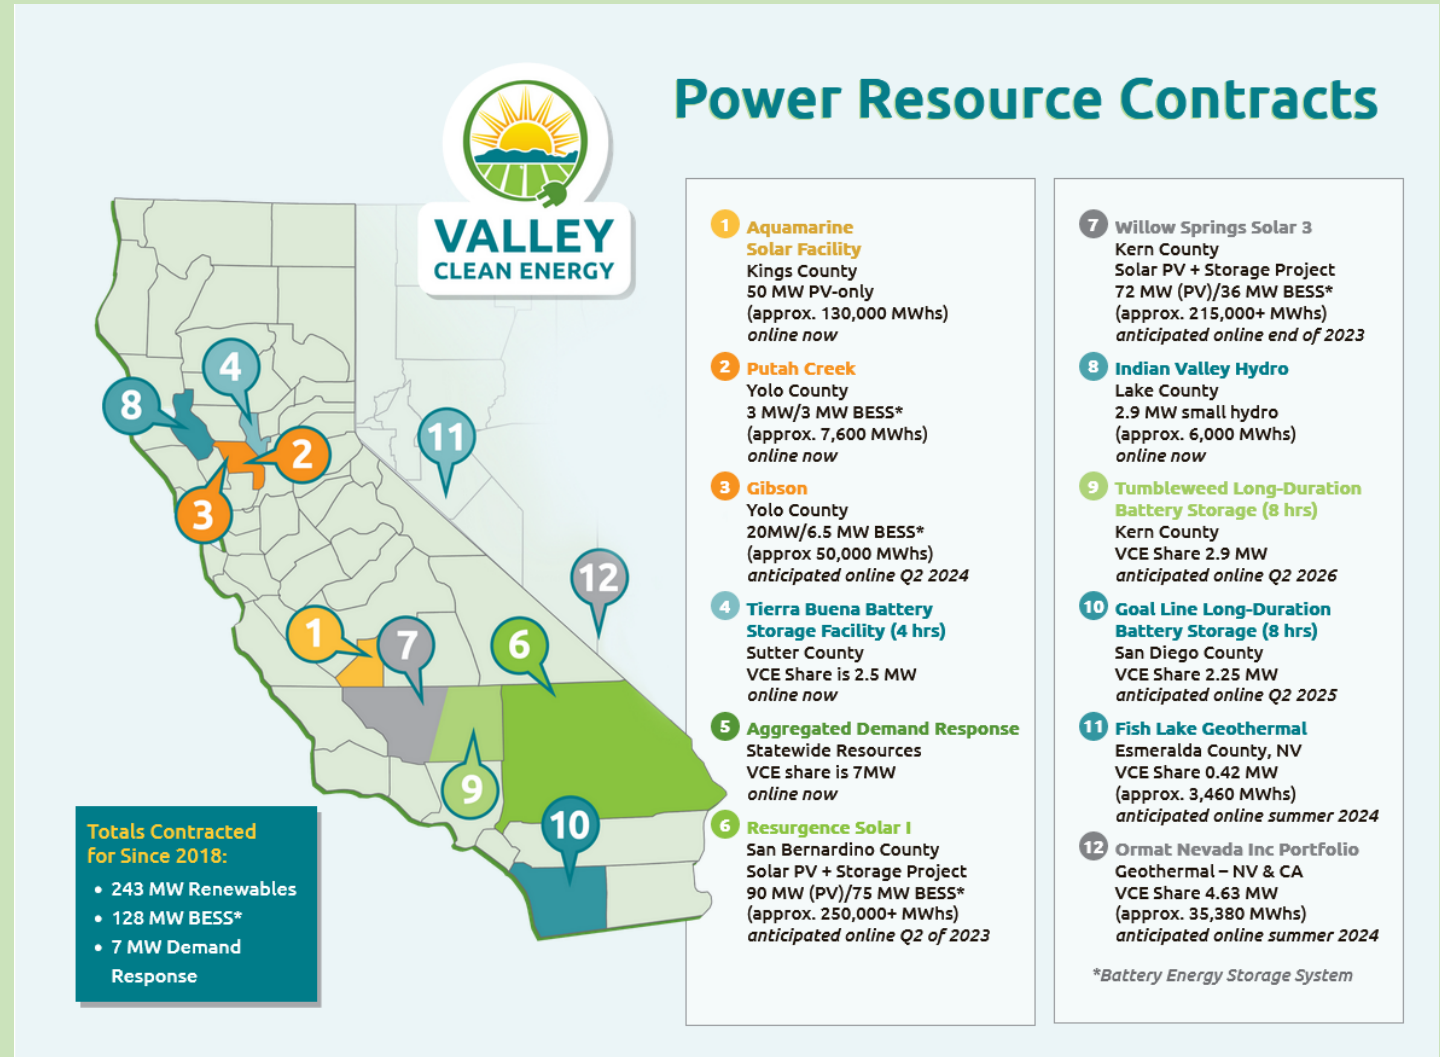 Power Resource Contracts
VALLEY
CLEAN ENERGY
4
8
11
2
3
12
1
7
6
9
10
Totals Contracted
for Since 2018:
• 243 MW Renewables
• 128 MW BESS*
• 7 MW Demand
Response
1 Aquamarine
Solar Facility
Kings County
50 MW PV-only
(approx. 130,000 MWhs)
online now
2 Putah Creek
Yolo County
3 MW/3 MW BESS*
(approx. 7,600 MWhs)
online now
3 Gibson
Yolo County
20MW/6.5 MW BESS*
(approx 50,000 MWhs)
anticipated online Q2 2024
4 Tierra Buena Battery
Storage Facility (4 hrs)
Sutter County
VCE Share is 2.5 MW
online now
5 Aggregated Demand Response
Statewide Resources
VCE share is 7MW
online now
6 Resurgence Solar I
San Bernardino County
Solar PV + Storage Project
90 MW (PV)/75 MW BESS*
(approx. 250,000+ MWhs)
anticipated online Q2 of 2023
7 Willow Springs Solar 3
Kern County
Solar PV + Storage Project
72 MW (PV)/36 MW BESS*
(approx. 215,000+ MWhs)
anticipated online end of 2023
8 Indian Valley Hydro
Lake County
2.9 MW small hydro
(approx. 6,000 MWhs)
online now
9 Tumbleweed Long-Duration
Battery Storage (8 hrs)
Kern County
VCE Share 2.9 MW
anticipated online Q2 2026
10 Goal Line Long-Duration
Battery Storage (8 hrs)
San Diego County
VCE Share 2.25 MW
anticipated online Q2 2025
11 Fish Lake Geothermal
Esmeralda County, NV
VCE Share 0.42 MW
(approx. 3,460 MWhs)
anticipated online summer 2024
12 Ormat Nevada Inc Portfolio
Geothermal – NV & CA
VCE Share 4.63 MW
(approx. 35,380 MWhs)
anticipated online summer 2024
*Battery Energy Storage System